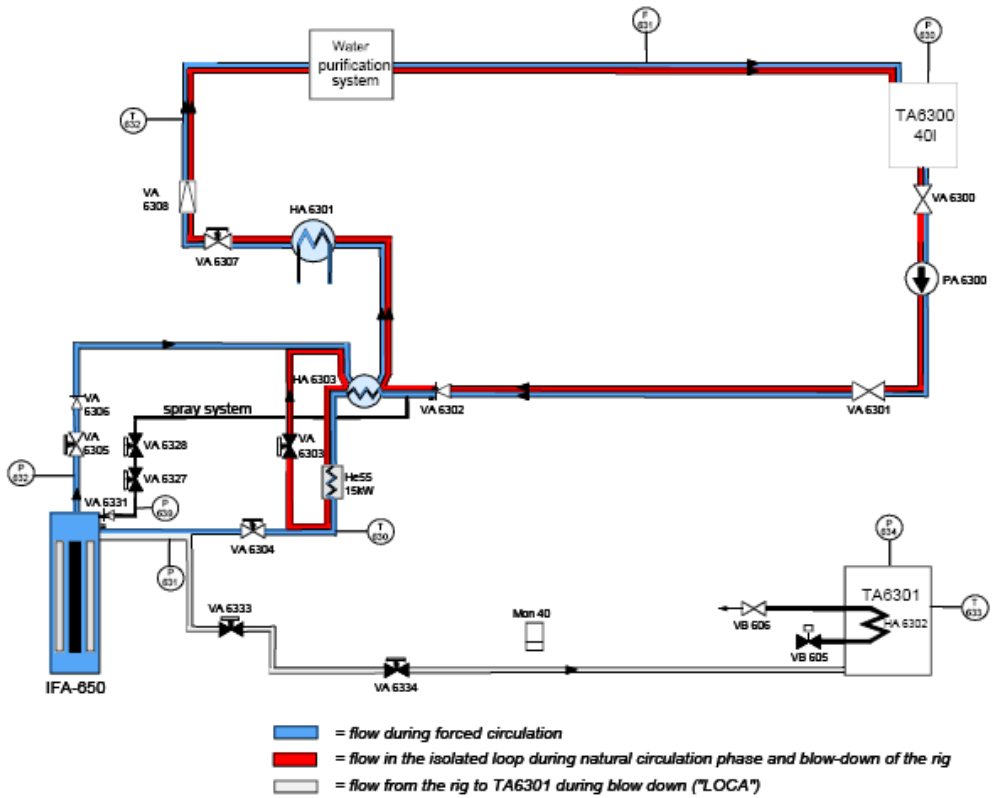 F
631
P
630
Water
purification
system
TA6300
40l
T
632
VA
6308
HA 6301
VA 6300
VA 6307
PA 6300
HA 6303
VA 6302
VA 6301
VA
6306
spray system
VA
6305
VA 6328
VA
6303
P
632
VA 6327
He55
15kW
VA 6331
P
639
VA 6304
T
630
P
631
P
634
TA6301
T
633
VA 6333
Mon 40
VB 606
HA 6302
VB 605
VA 6334
IFA-650
= flow during forced circulation
= flow in the isolated loop during natural circulation phase and blow-down of the rig
= flow from the rig to TA6301 during blow down ("LOCA")